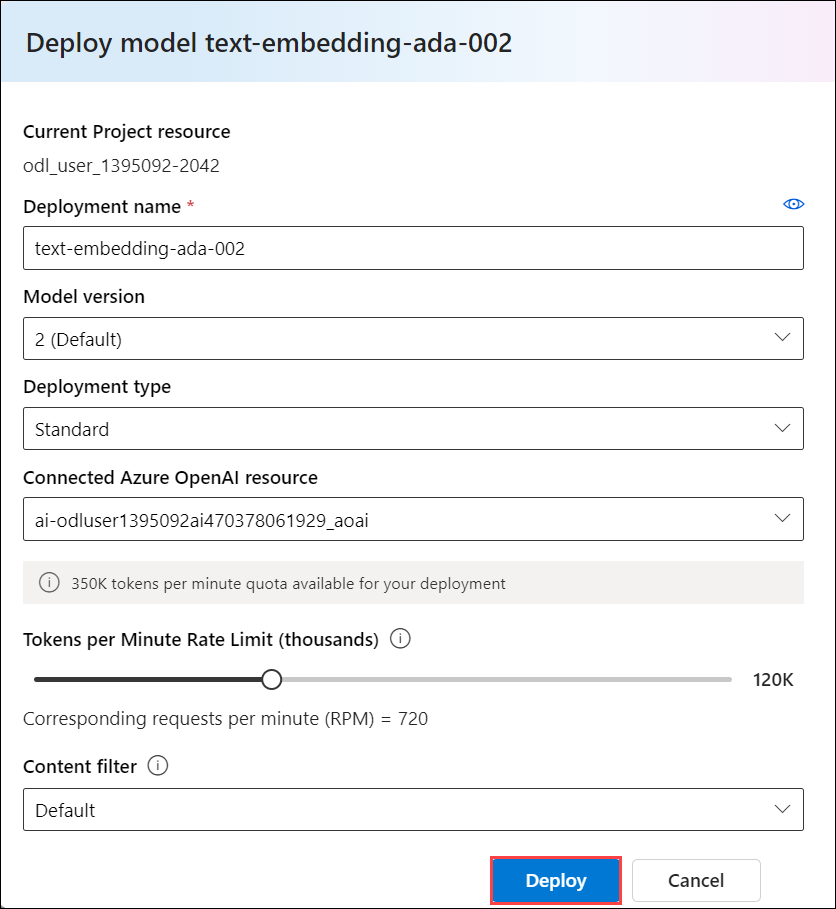 Deploy model text-embedding-ada-002
Current Project resource
odl_user_1395092-2042
Deployment name *
text-embedding-ada-002
Model version
2 (Default)
Deployment type
Standard
Connected Azure OpenAI resource
ai-odluser1395092ai470378061929_aoai
350K tokens per minute quota available for your deployment
Tokens per Minute Rate Limit (thousands)
120K
Corresponding requests per minute (RPM) = 720
Content filter
Default
Deploy Cancel